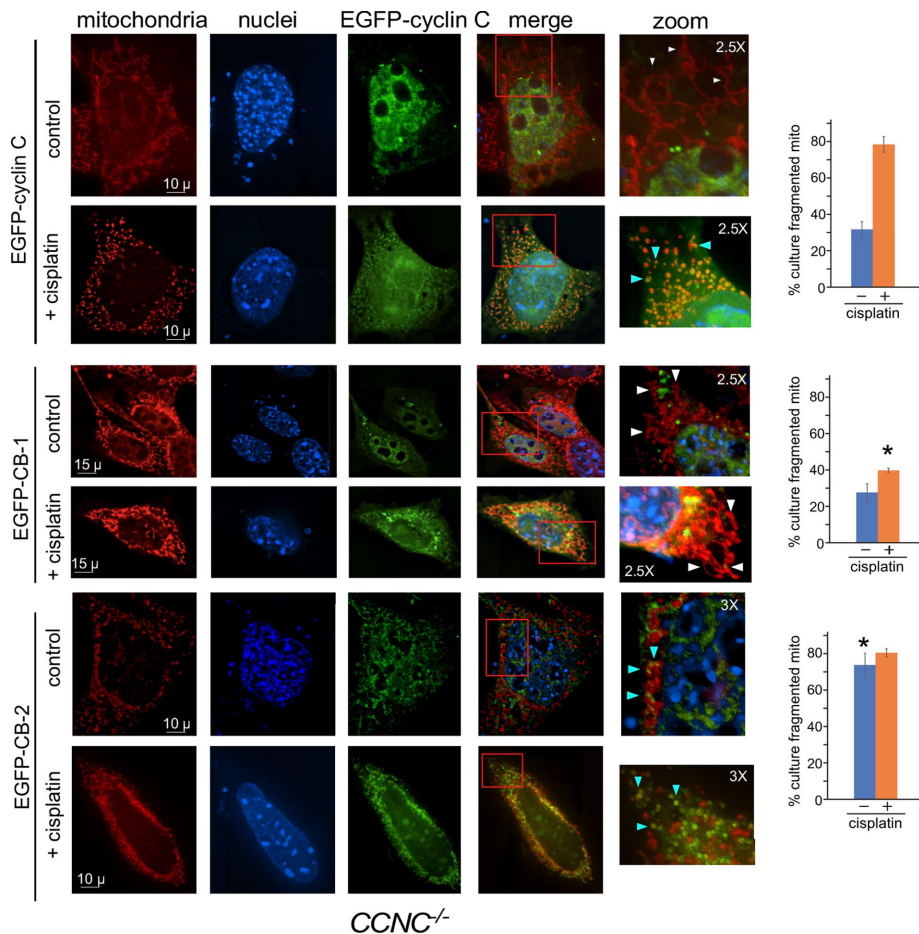 mitochondria nuclei EGFP-cyclin C merge zoom
EGFP-cyclin C
control
10 µ
2.5X
+ cisplatin
10 µ
2.5X
% culture fragmented mito
80
60
40
20
0
− +
cisplatin
EGFP-CB-1
control
15 µ
2.5X
+ cisplatin
15 µ
2.5X
% culture fragmented mito
80
60
40
20
0
*
− +
cisplatin
EGFP-CB-2
control
10 µ
3X
+ cisplatin
10 µ
3X
% culture fragmented mito
80
60
40
20
0
*
− +
cisplatin
CCNC-/-